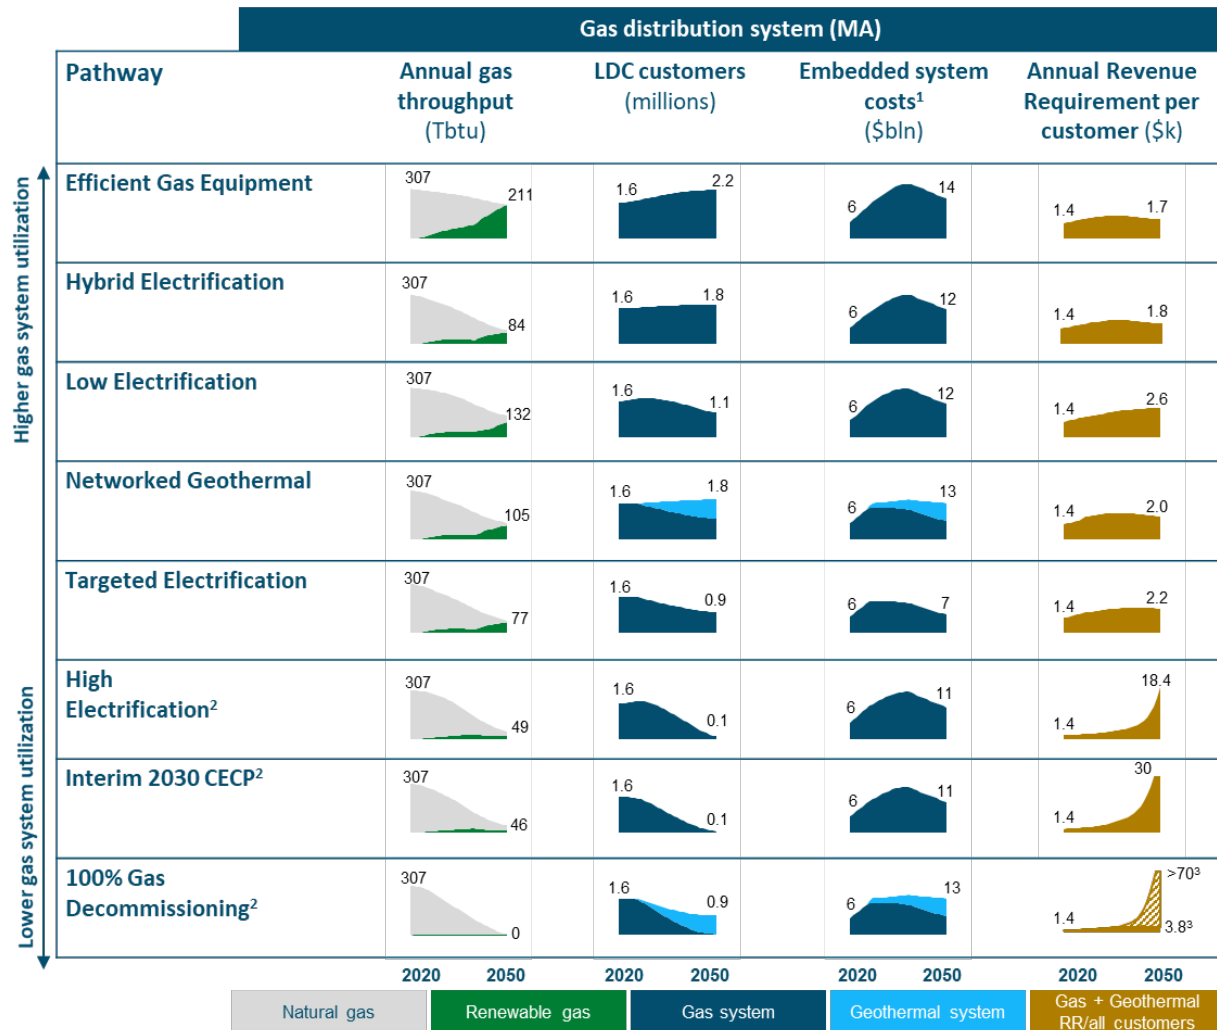 Gas distribution system (MA)
Pathway
Annual gas
throughput
(Tbtu)
LDC customers
(millions)
Embedded system
costs¹
($bln)
Annual Revenue
Requirement per
customer ($k)
Higher gas system utilization
Lower gas system utilization
Efficient Gas Equipment
307
211
1.6
2.2
6
14
1.4
1.7
Hybrid Electrification
307
84
1.6
1.8
6
12
1.4
1.8
Low Electrification
307
132
1.6
1.1
6
12
1.4
2.6
Networked Geothermal
307
105
1.6
1.8
6
13
1.4
2.0
Targeted Electrification
307
77
1.6
0.9
6
7
1.4
2.2
High
Electrification²
307
49
1.6
0.1
6
11
1.4
18.4
Interim 2030 CECP²
307
46
1.6
0.1
6
11
1.4
30
100% Gas
Decommissioning²
307
0
1.6
0.9
6
13
1.4
>70³
3.8³
2020 2050 2020 2050 2020 2050 2020 2050
Natural gas
Renewable gas
Gas system
Geothermal system
Gas + Geothermal
RR/all customers